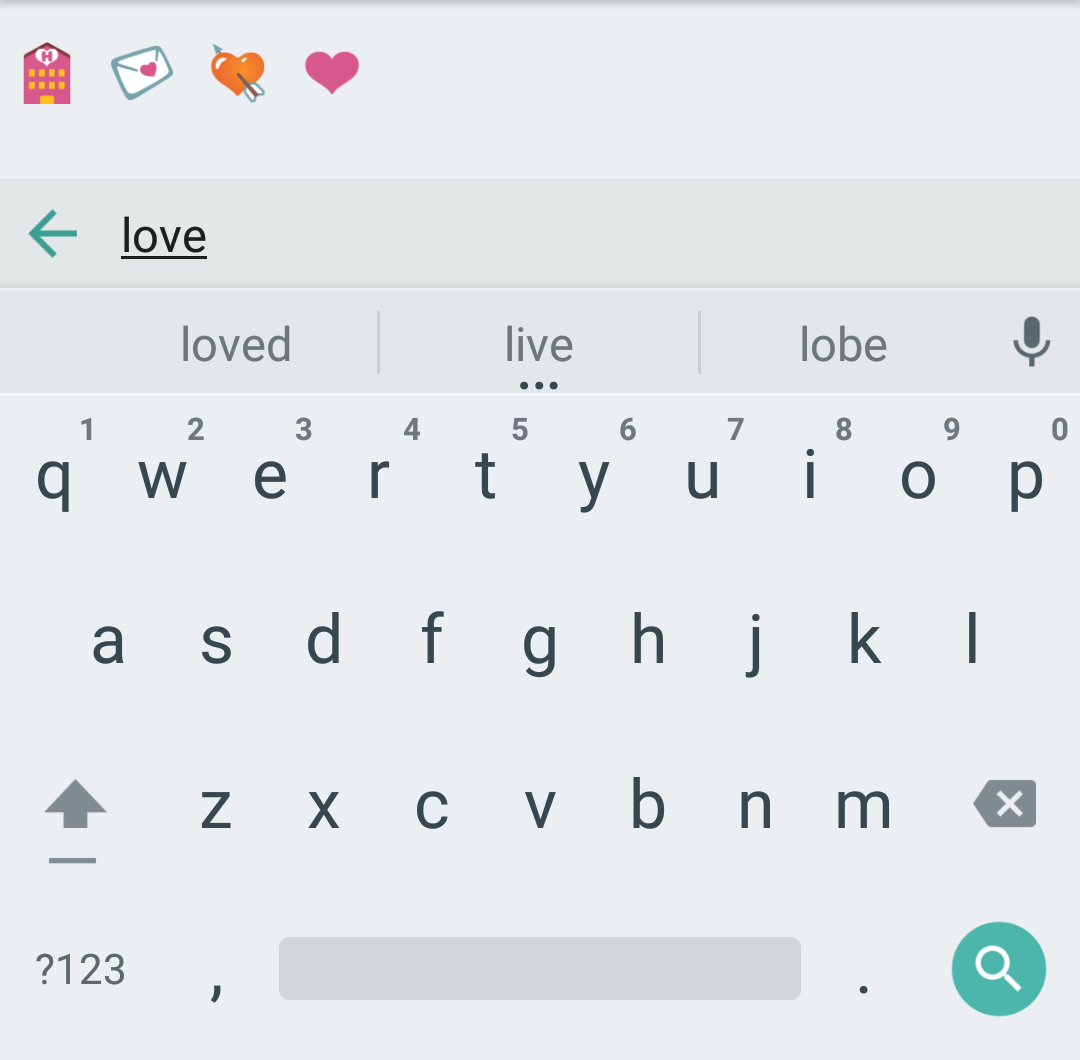 H
love
loved live lobe
1 2 3 4 5 6 7 8 9 0
q w e r t y u i o p
a s d f g h j k l
z x c v b n m
?123 , .